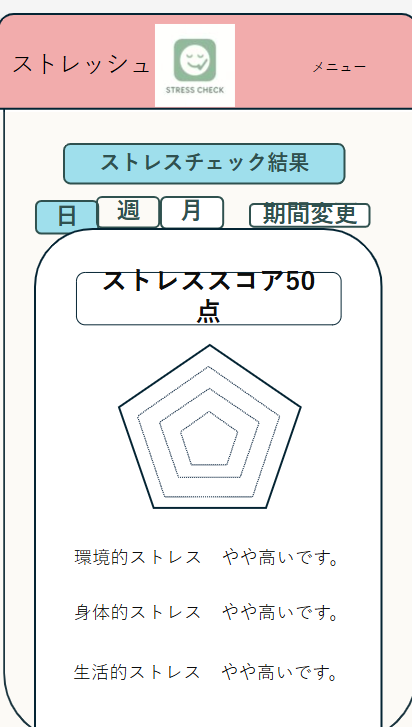 ストレッシュ
STRESS CHECK
メニュー
ストレスチェック結果
日 週 月 期間変更
ストレススコア50
点
環境的ストレス　やや高いです。
身体的ストレス　やや高いです。
生活的ストレス　やや高いです。